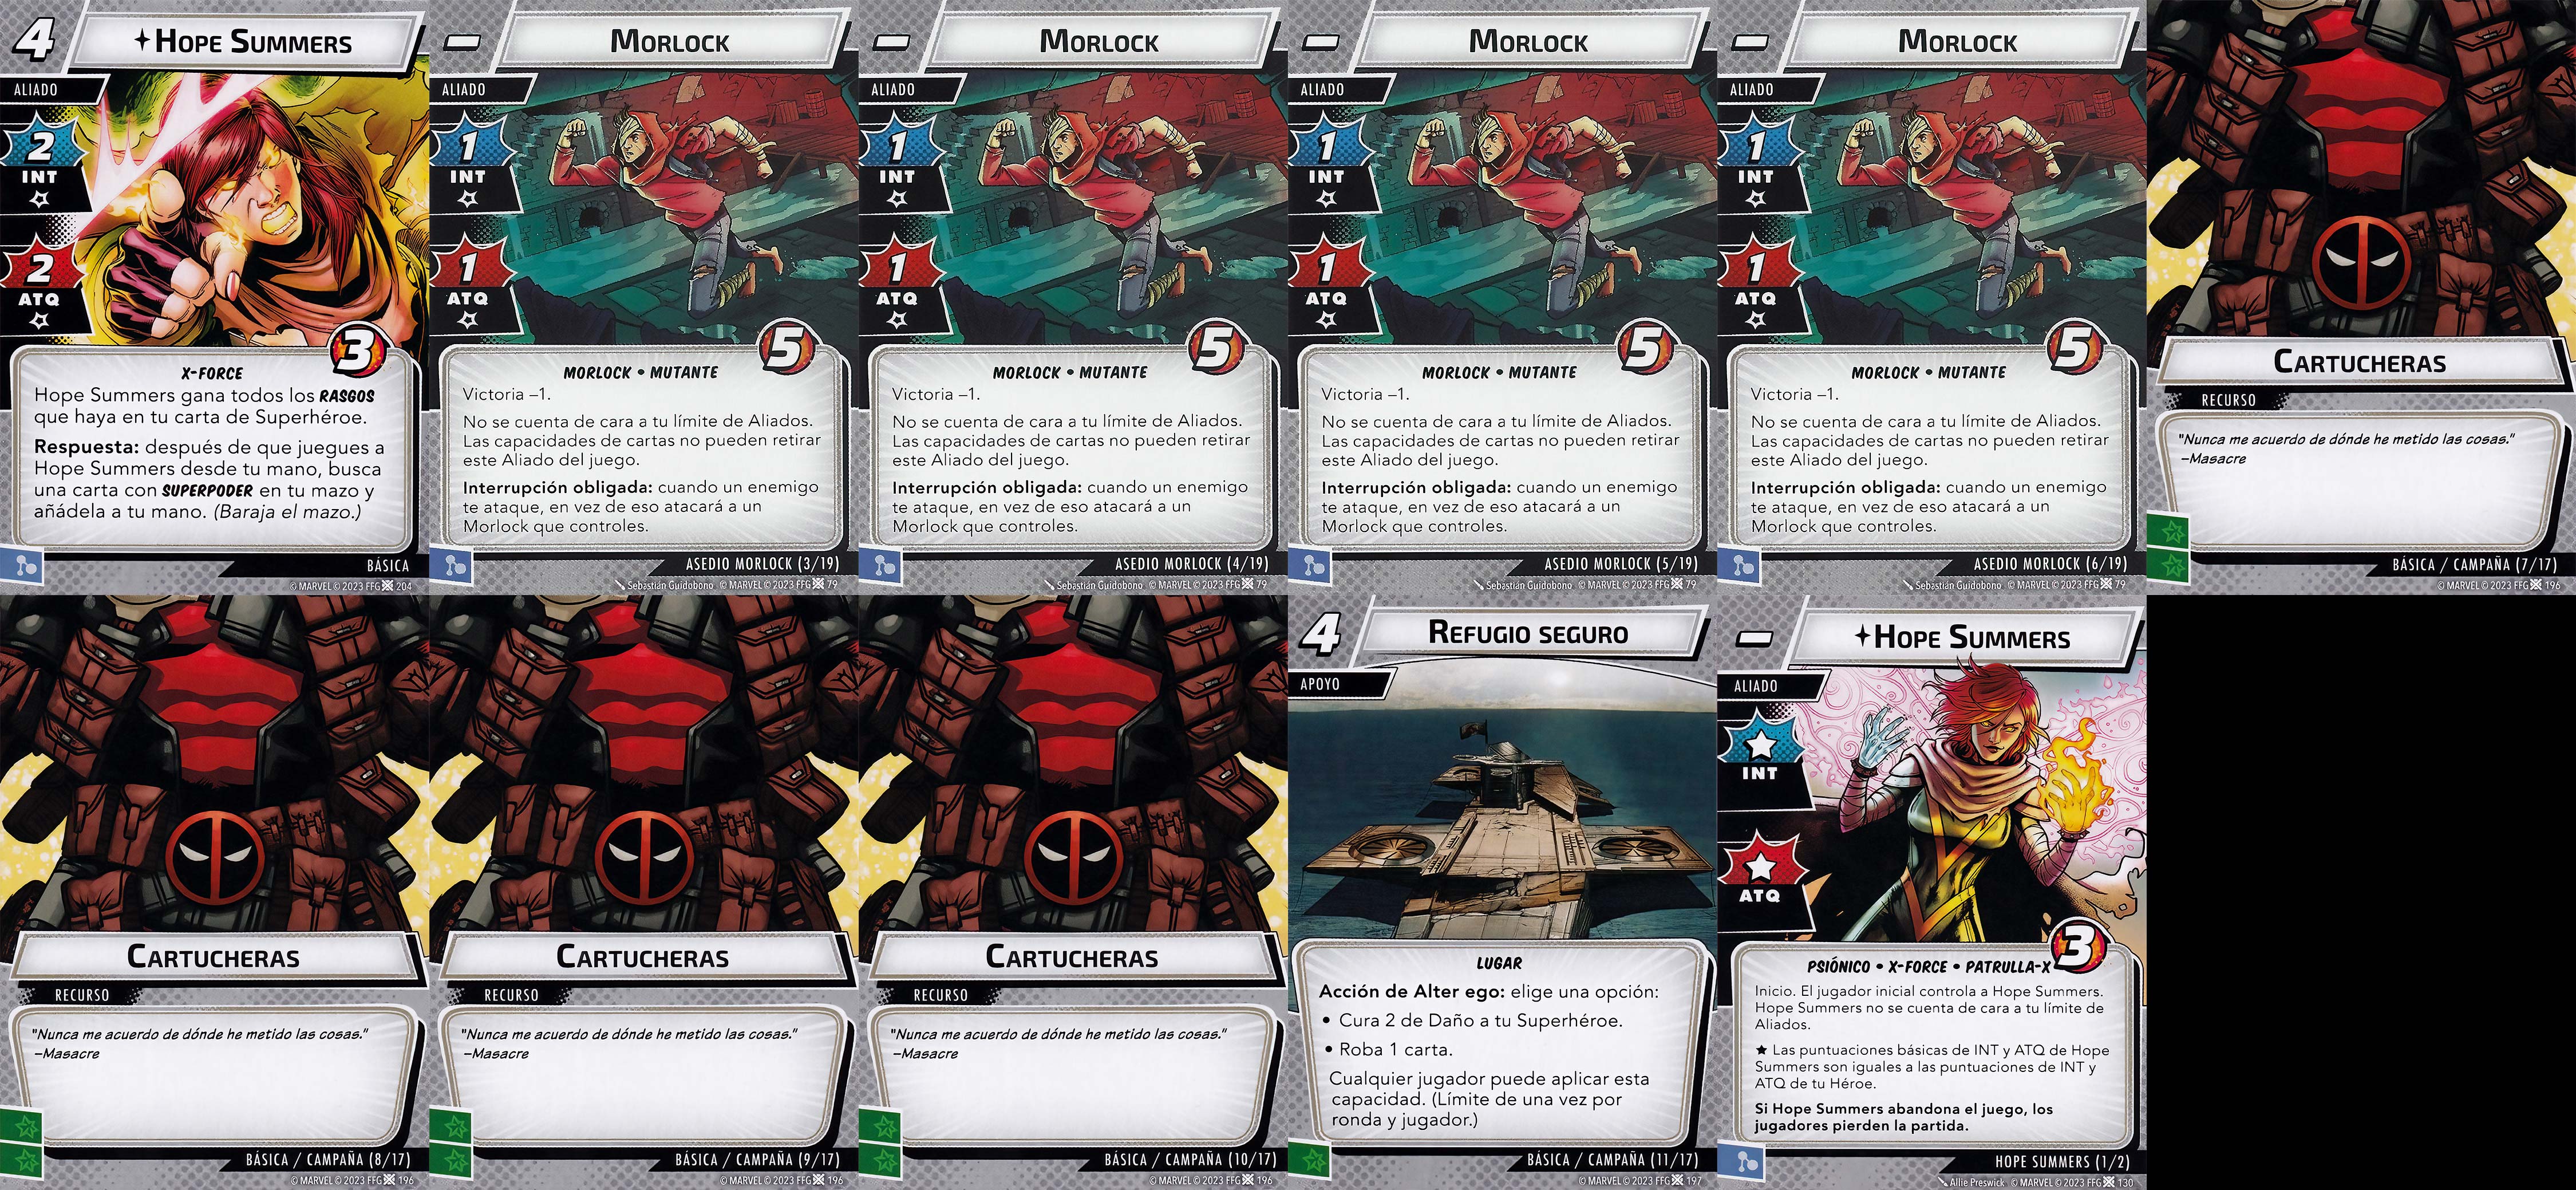 4
Hope Summers
ALIADO
2
INT
2
ATQ
3
X-FORCE
Hope Summers gana todos los RASGOS
que haya en tu carta de Superhéroe.
Respuesta: después de que juegues a
Hope Summers desde tu mano, busca
una carta con SUPERPODER en tu mazo y
añádela a tu mano. (Baraja el mazo.)
BÁSICA
© MARVEL © 2023 FFG 204
Morlock
ALIADO
1
INT
1
ATQ
5
MORLOCK • MUTANTE
Victoria –1.
No se cuenta de cara a tu límite de Aliados.
Las capacidades de cartas no pueden retirar
este Aliado del juego.
Interrupción obligada: cuando un enemigo
te ataque, en vez de eso atacará a un
Morlock que controles.
ASEDIO MORLOCK (3/19)
Sebastián Guidobono © MARVEL © 2023 FFG 79
Morlock
ALIADO
1
INT
1
ATQ
5
MORLOCK • MUTANTE
Victoria –1.
No se cuenta de cara a tu límite de Aliados.
Las capacidades de cartas no pueden retirar
este Aliado del juego.
Interrupción obligada: cuando un enemigo
te ataque, en vez de eso atacará a un
Morlock que controles.
ASEDIO MORLOCK (4/19)
Sebastián Guidobono © MARVEL © 2023 FFG 79
Morlock
ALIADO
1
INT
1
ATQ
5
MORLOCK • MUTANTE
Victoria –1.
No se cuenta de cara a tu límite de Aliados.
Las capacidades de cartas no pueden retirar
este Aliado del juego.
Interrupción obligada: cuando un enemigo
te ataque, en vez de eso atacará a un
Morlock que controles.
ASEDIO MORLOCK (5/19)
Sebastián Guidobono © MARVEL © 2023 FFG 79
Morlock
ALIADO
1
INT
1
ATQ
5
MORLOCK • MUTANTE
Victoria –1.
No se cuenta de cara a tu límite de Aliados.
Las capacidades de cartas no pueden retirar
este Aliado del juego.
Interrupción obligada: cuando un enemigo
te ataque, en vez de eso atacará a un
Morlock que controles.
ASEDIO MORLOCK (6/19)
Sebastián Guidobono © MARVEL © 2023 FFG 79
Cartucheras
RECURSO
"Nunca me acuerdo de dónde he metido las cosas."
–Masacre
BÁSICA / CAMPAÑA (7/17)
© MARVEL © 2023 FFG 196
Cartucheras
RECURSO
"Nunca me acuerdo de dónde he metido las cosas."
–Masacre
BÁSICA / CAMPAÑA (8/17)
© MARVEL © 2023 FFG 196
Cartucheras
RECURSO
"Nunca me acuerdo de dónde he metido las cosas."
–Masacre
BÁSICA / CAMPAÑA (9/17)
© MARVEL © 2023 FFG 196
Cartucheras
RECURSO
"Nunca me acuerdo de dónde he metido las cosas."
–Masacre
BÁSICA / CAMPAÑA (10/17)
© MARVEL © 2023 FFG 196
4
Refugio seguro
APOYO
LUGAR
Acción de Alter ego: elige una opción:
• Cura 2 de Daño a tu Superhéroe.
• Roba 1 carta.
Cualquier jugador puede aplicar esta
capacidad. (Límite de una vez por
ronda y jugador.)
BÁSICA / CAMPAÑA (11/17)
© MARVEL © 2023 FFG 197
Hope Summers
ALIADO
INT
ATQ
3
PSIÓNICO • X-FORCE • PATRULLA-X
Inicio. El jugador inicial controla a Hope Summers.
Hope Summers no se cuenta de cara a tu límite de
Aliados.
★ Las puntuaciones básicas de INT y ATQ de Hope
Summers son iguales a las puntuaciones de INT y
ATQ de tu Héroe.
Si Hope Summers abandona el juego, los
jugadores pierden la partida.
HOPE SUMMERS (1/2)
Allie Preswick © MARVEL © 2023 FFG 130